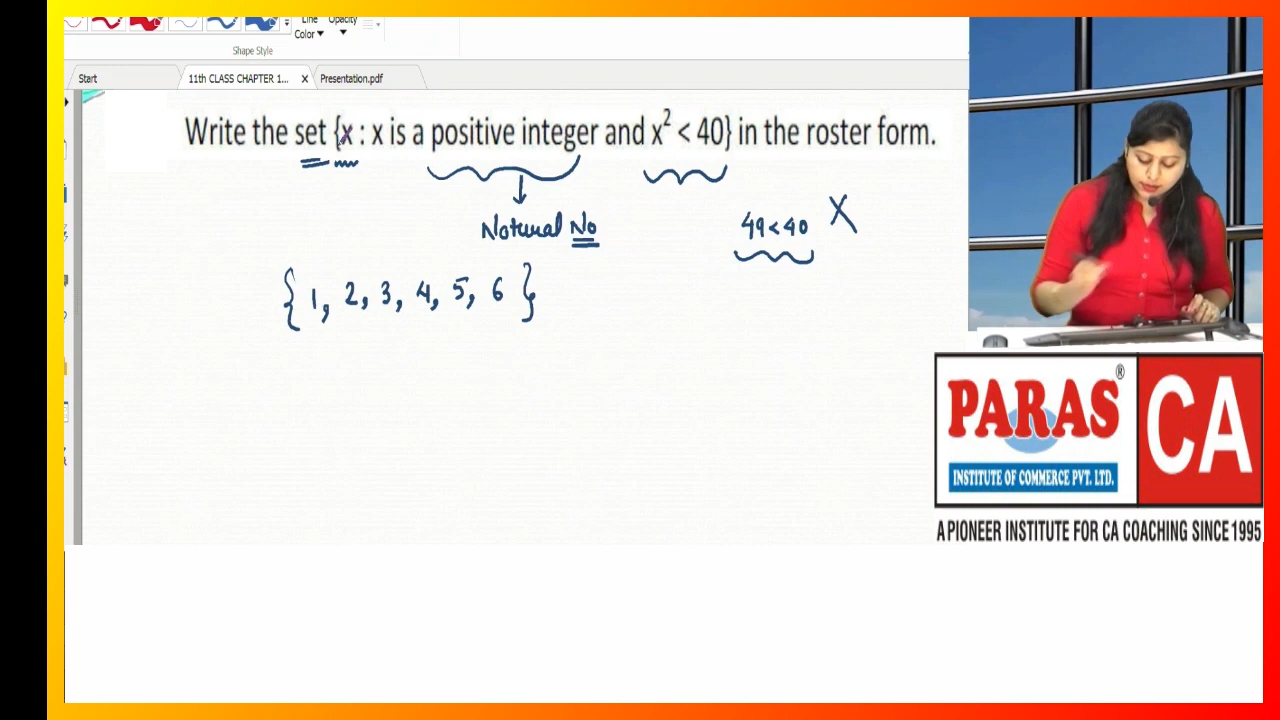 Line
Color
Opacity
Shape Style
Start
11th CLASS CHAPTER 1... X
Presentation.pdf
Write the set {x : x is a positive integer and x² < 40} in the roster form.
Natural No
49<40 X
{ 1, 2, 3, 4, 5, 6 }
PARAS ®
INSTITUTE OF COMMERCE PVT. LTD.
CA
A PIONEER INSTITUTE FOR CA COACHING SINCE 1995